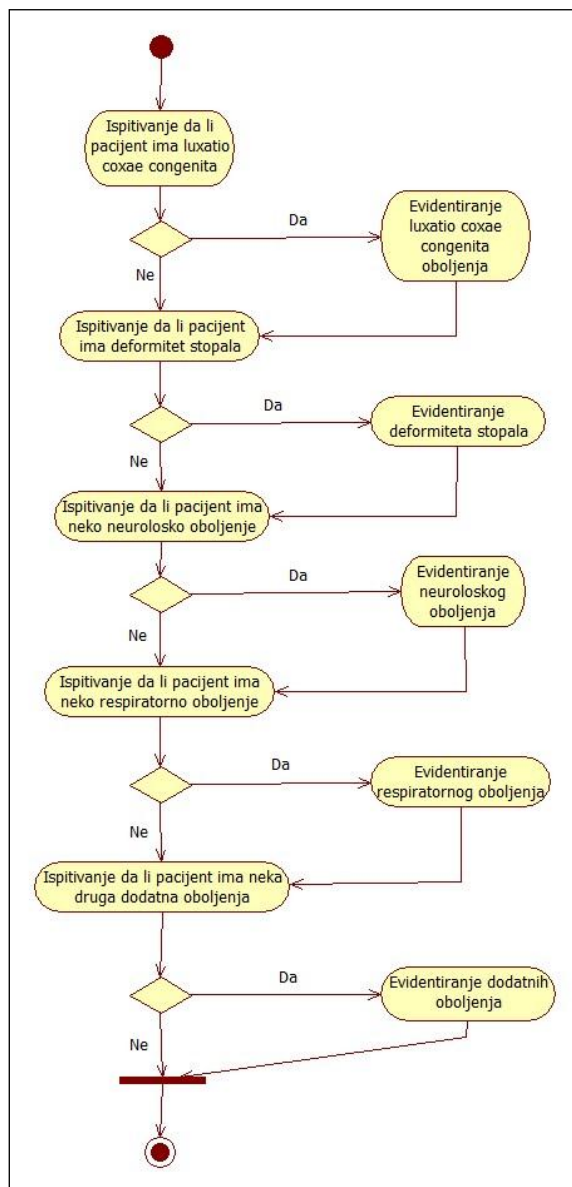 Ispitivanje da li
pacijent ima luxatio
coxae congenita
Da
Evidentiranje
luxatio coxae
congenita
oboljenja
Ne
Ispitivanje da li pacijent
ima deformitet stopala
Da
Evidentiranje
deformiteta stopala
Ne
Ispitivanje da li pacijent ima
neko neurolosko oboljenje
Da
Evidentiranje
neuroloskog
oboljenja
Ne
Ispitivanje da li pacijent ima
neko respiratorno oboljenje
Da
Evidentiranje
respiratornog oboljenja
Ne
Ispitivanje da li pacijent ima neka
druga dodatna oboljenja
Da
Evidentiranje dodatnih
oboljenja
Ne